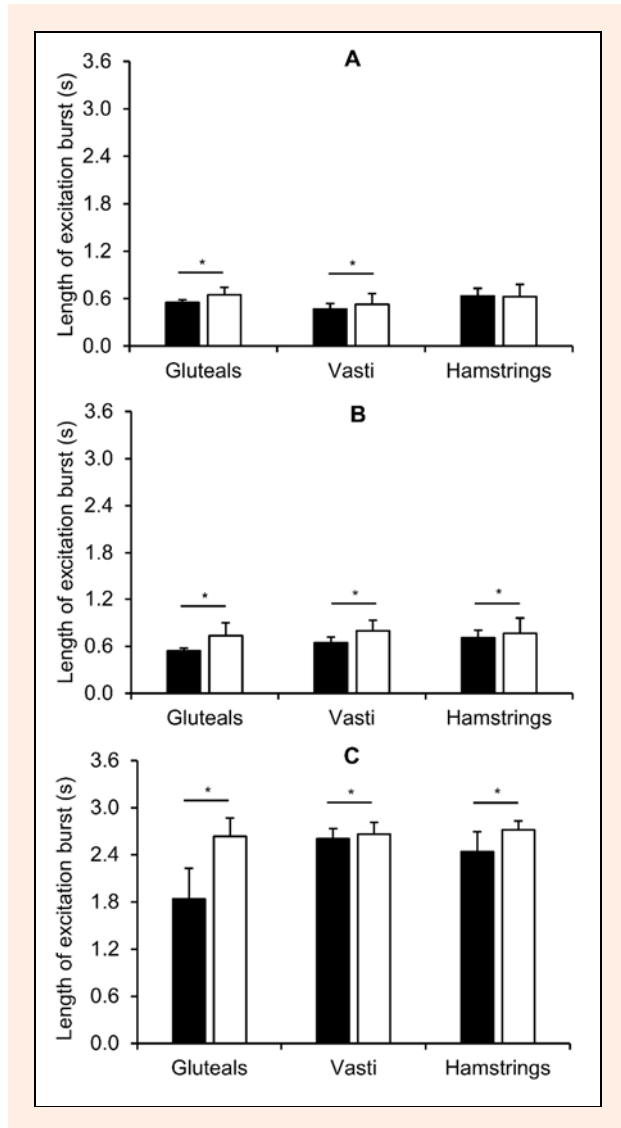 A
Length of excitation burst (s)
3.6
3.0
2.4
1.8
1.2
0.6
0.0
* *
Gluteals Vasti Hamstrings
B
Length of excitation burst (s)
3.6
3.0
2.4
1.8
1.2
0.6
0.0
* * *
Gluteals Vasti Hamstrings
C
Length of excitation burst (s)
3.6
3.0
2.4
1.8
1.2
0.6
0.0
* * *
Gluteals Vasti Hamstrings